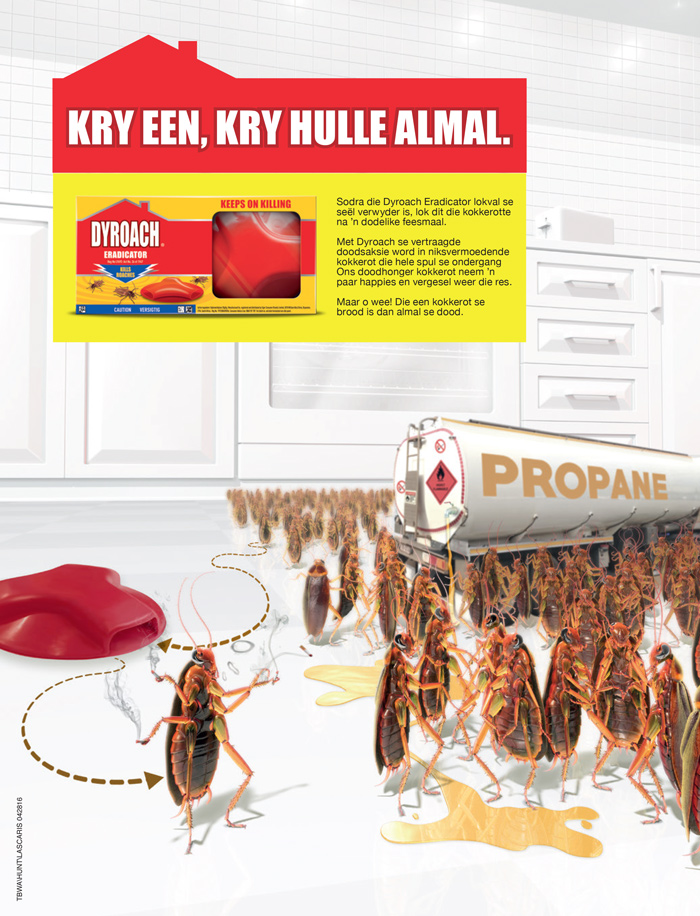 KRY EEN, KRY HULLE ALMAL.
KEEPS ON KILLING
DYROACH
ERADICATOR
KILLS
ROACHES
CAUTION VERSIGTIG
Sodra die Dyroach Eradicator lokval se
seël verwyder is, lok dit die kokkerotte
na 'n dodelike feesmaal.
Met Dyroach se vertraagde
doodsaksie word in niksvermoedende
kokkerot die hele spul se ondergang
Ons doodhonger kokkerot neem 'n
paar happies en vergesel weer die res.
Maar o wee! Die een kokkerot se
brood is dan almal se dood.
PROPANE
TBWA\HUNT\LASCARIS 042816